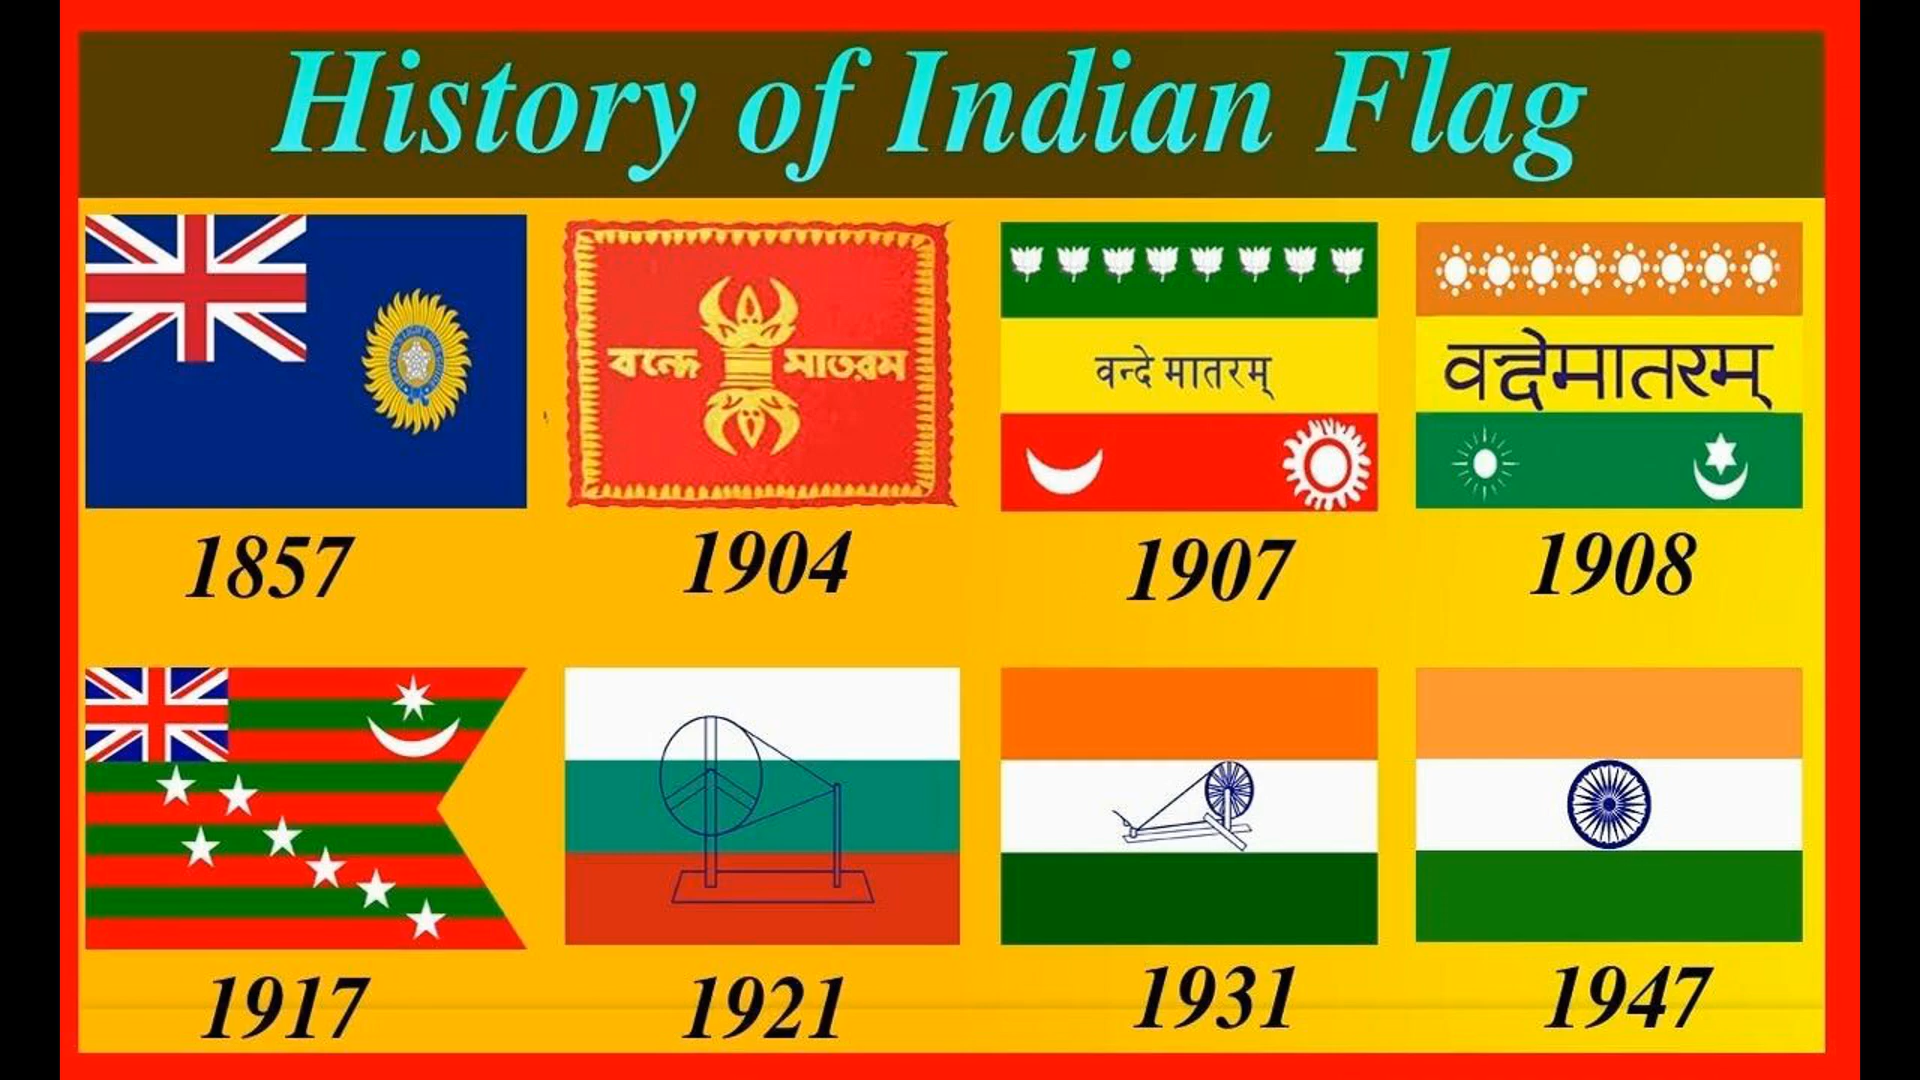 History of Indian Flag
বন্দে মাতরম
वन्दे मातरम्
वन्देमातरम्
1857
1904
1907
1908
1917
1921
1931
1947